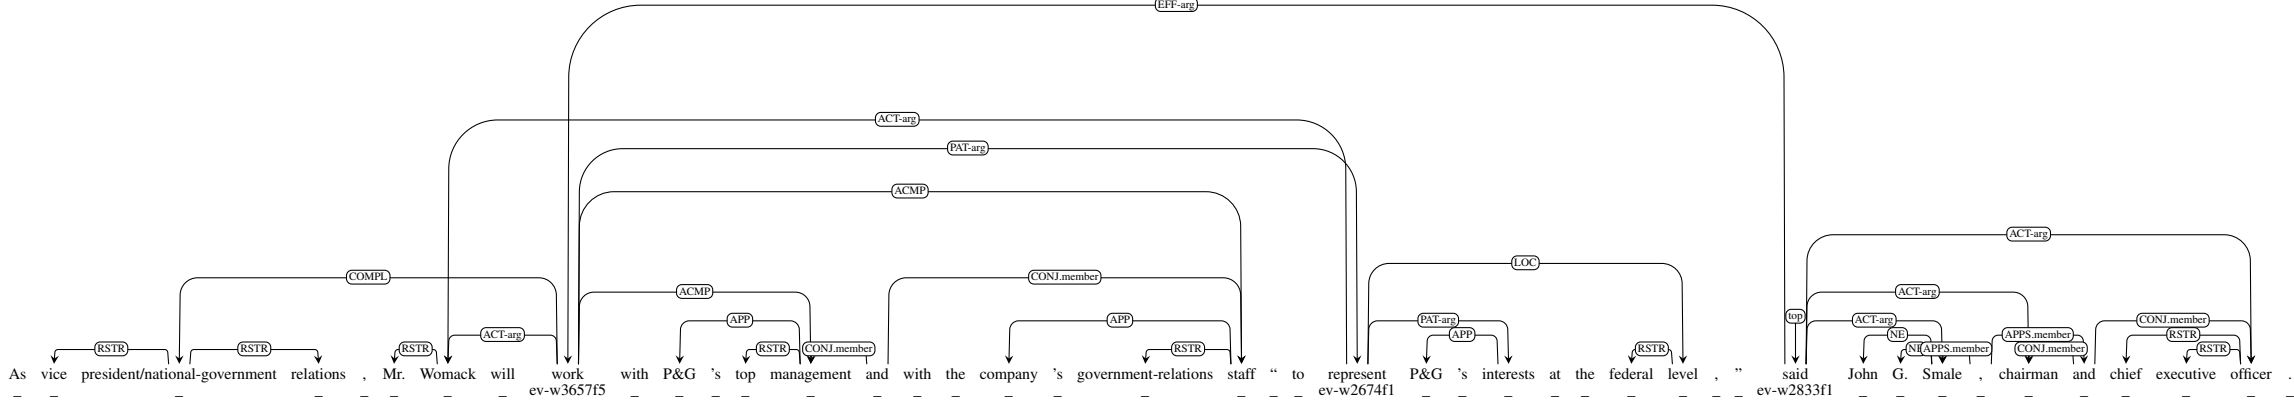 EFF-arg
ACT-arg
PAT-arg
ACMP
ACT-arg
LOC
COMPL CONJ.member
ACMP ACT-arg
top
APP APP PAT-arg ACT-arg CONJ.member
ACT-arg APP NE APPS.member RSTR
RSTR RSTR RSTR RSTR CONJ.member RSTR RSTR APPS.member CONJ.member RSTR
As vice president/national-government relations , Mr. Womack will work with P&G 's top management and with the company 's government-relations staff “ to represent P&G 's interests at the federal level , ” said John G. Smale , chairman and chief executive officer .
ev-w3657f5 ev-w2674f1 ev-w2833f1